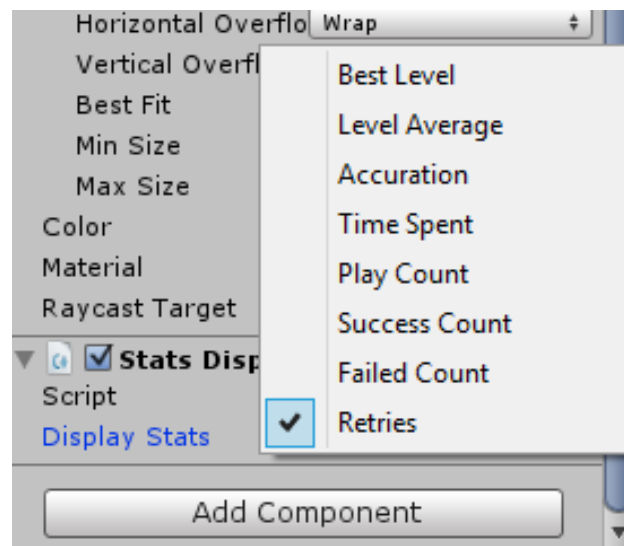 Horizontal Overflo Wrap
Vertical Overfl
Best Fit
Min Size
Max Size
Color
Material
Raycast Target
Stats Disp
Script
Display Stats
Best Level
Level Average
Accuration
Time Spent
Play Count
Success Count
Failed Count
Retries
Add Component